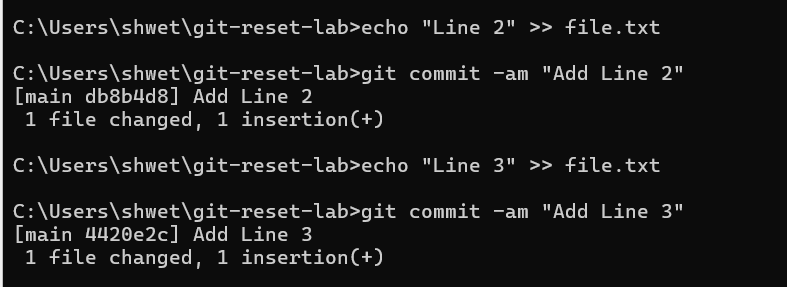 C:\Users\shwet\git-reset-lab>echo "Line 2" >> file.txt
C:\Users\shwet\git-reset-lab>git commit -am "Add Line 2"
[main db8b4d8] Add Line 2
 1 file changed, 1 insertion(+)
C:\Users\shwet\git-reset-lab>echo "Line 3" >> file.txt
C:\Users\shwet\git-reset-lab>git commit -am "Add Line 3"
[main 4420e2c] Add Line 3
 1 file changed, 1 insertion(+)